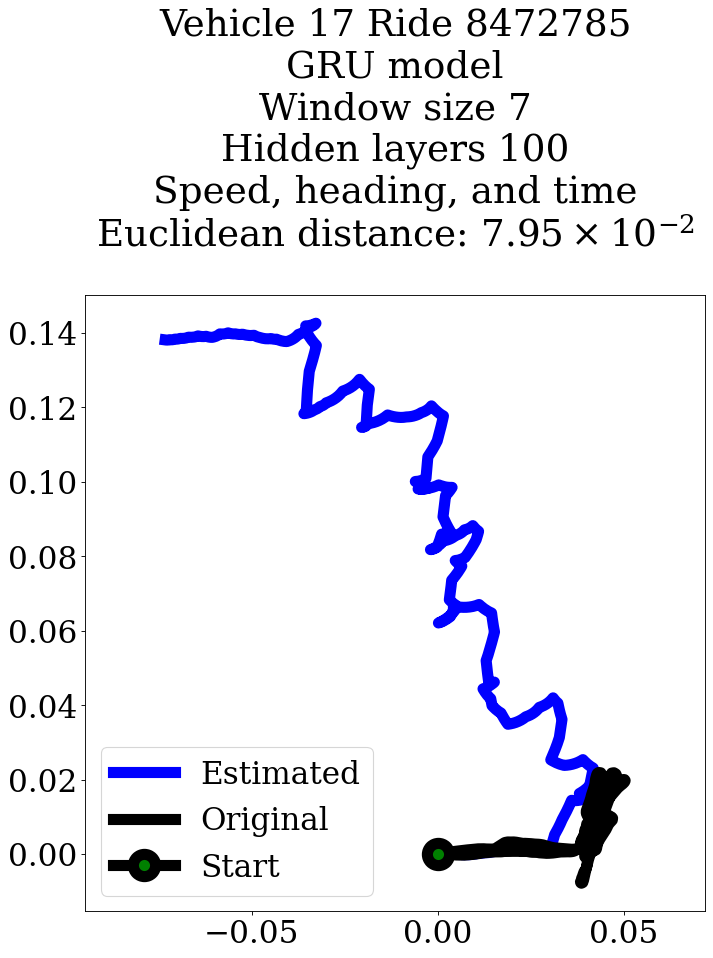 Vehicle 17 Ride 8472785
GRU model
Window size 7
Hidden layers 100
Speed, heading, and time
Euclidean distance: 7.95 × 10⁻²
0.14
0.12
0.10
0.08
0.06
0.04
0.02
0.00
Estimated
Original
Start
−0.05
0.00
0.05